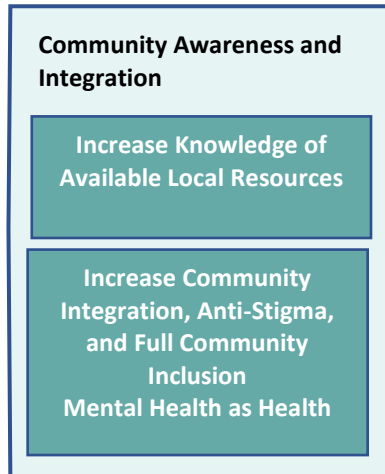 Community Awareness and
Integration
Increase Knowledge of
Available Local Resources
Increase Community
Integration, Anti-Stigma,
and Full Community
Inclusion
Mental Health as Health